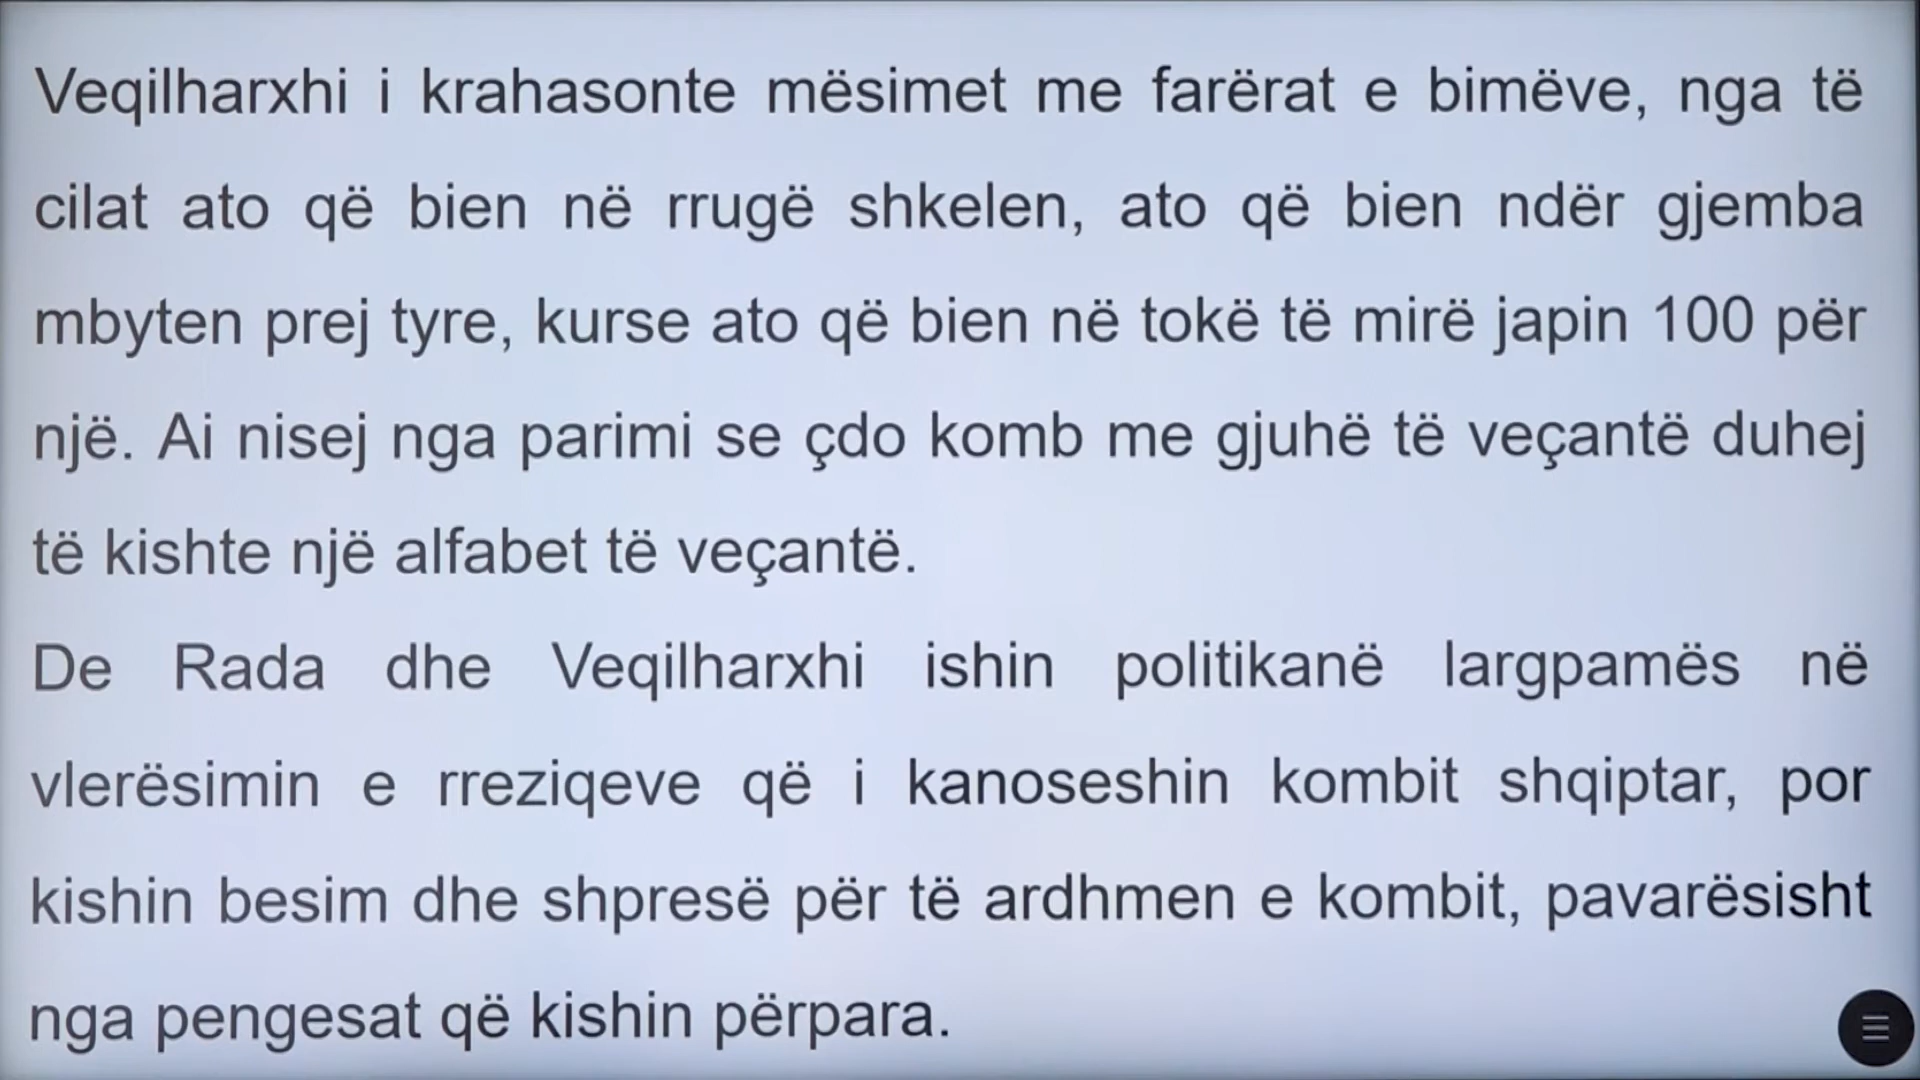 Veqilharxhi i krahasonte mësimet me farërat e bimëve, nga të
cilat ato që bien në rrugë shkelen, ato që bien ndër gjemba
mbyten prej tyre, kurse ato që bien në tokë të mirë japin 100 për
një. Ai nisej nga parimi se çdo komb me gjuhë të veçantë duhej
të kishte një alfabet të veçantë.
De Rada dhe Veqilharxhi ishin politikanë largpamës në
vlerësimin e rreziqeve që i kanoseshin kombit shqiptar, por
kishin besim dhe shpresë për të ardhmen e kombit, pavarësisht
nga pengesat që kishin përpara.